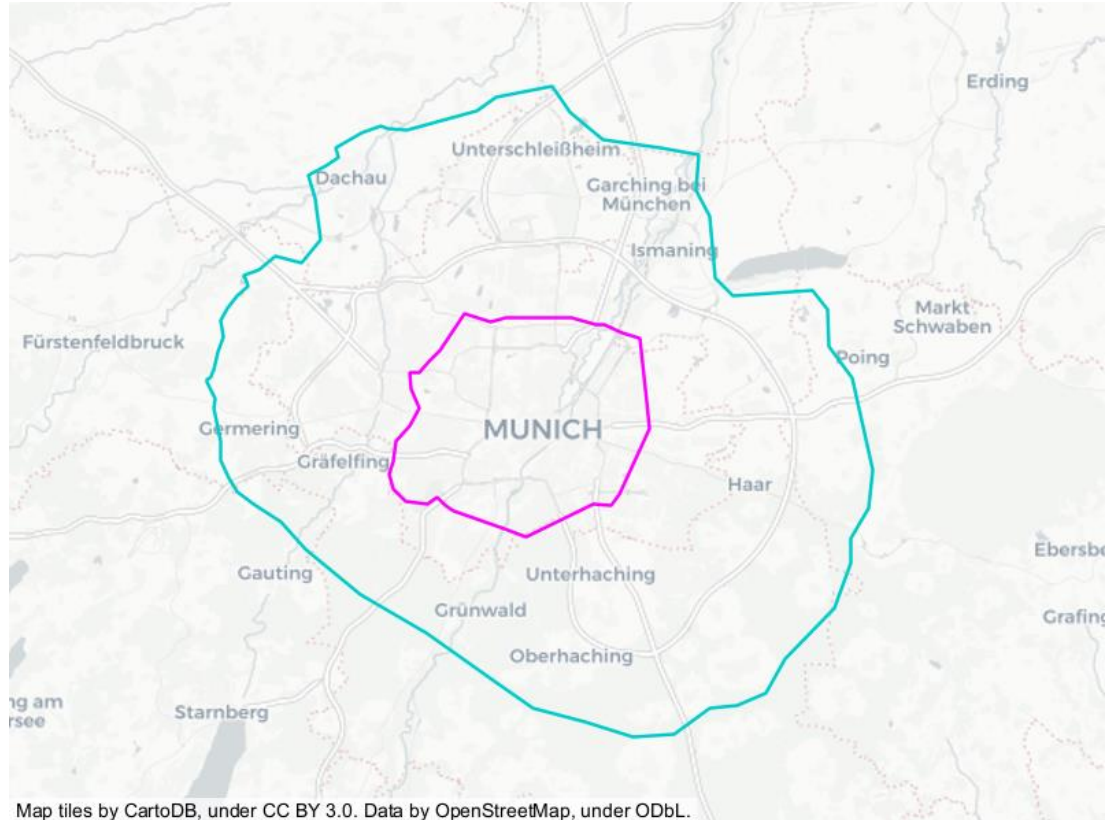 Erding
Unterschleißheim
Dachau
Garching bei
München
Ismaning
Markt
Schwaben
Fürstenfeldbruck
Poing
Germering
MUNICH
Gräfelfing
Haar
Ebersbe
Gauting
Unterhaching
Grünwald
Grafing
Oberhaching
ng am
rsee
Starnberg
Map tiles by CartoDB, under CC BY 3.0. Data by OpenStreetMap, under ODbL.